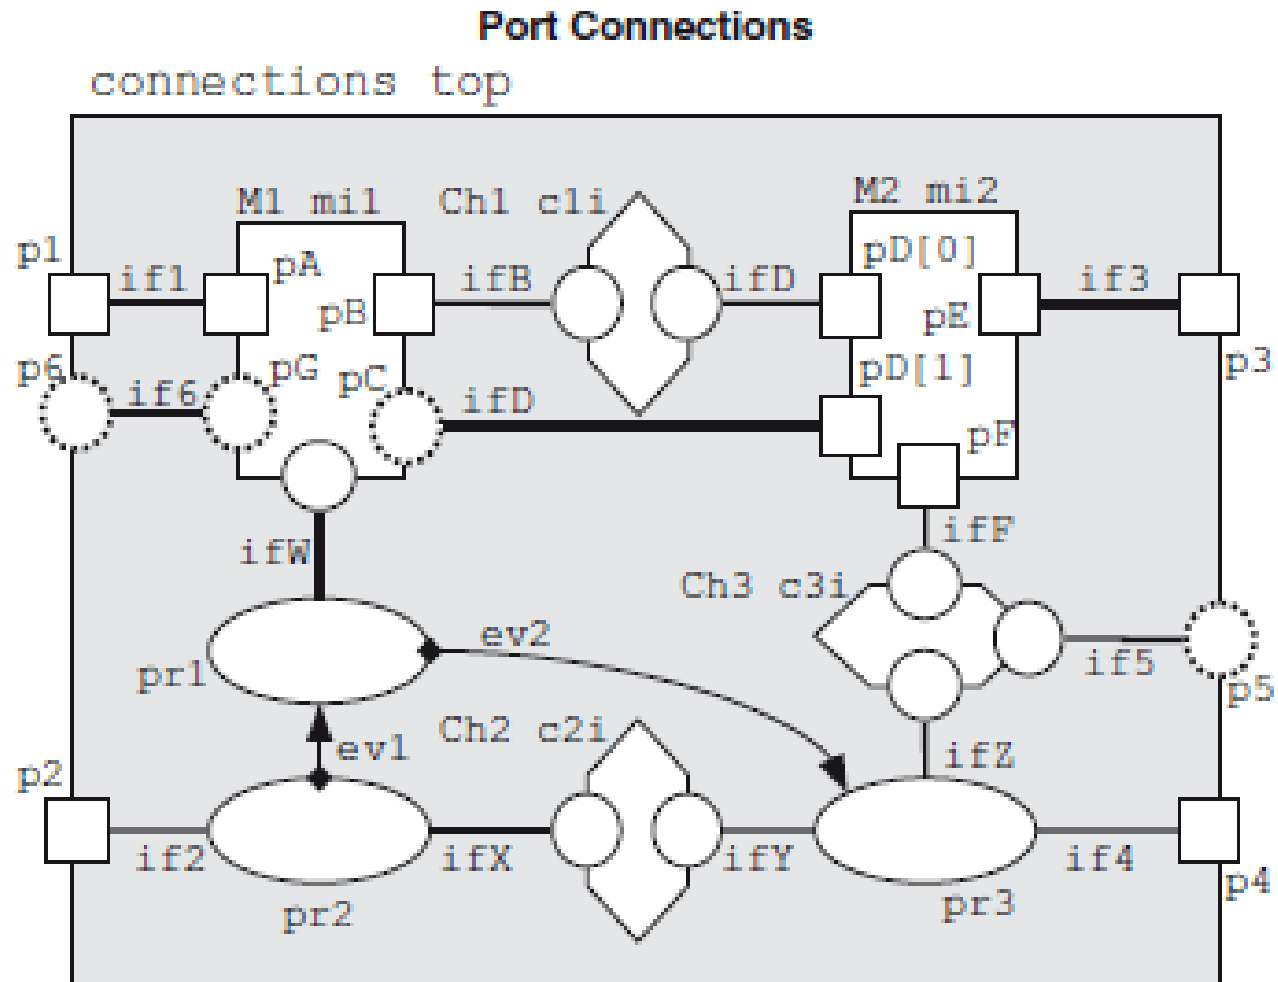 Port Connections
connections top
M1 mi1
Ch1 c1i
M2 mi2
p1
if1
pA
pB
ifB
ifD
pD[0]
pE
if3
p3
p6
if6
pG
pC
ifD
pD[1]
pF
ifW
ifF
Ch3 c3i
pr1
ev2
if5
p5
ev1
Ch2 c2i
ifZ
p2
if2
ifX
ifY
if4
p4
pr2
pr3